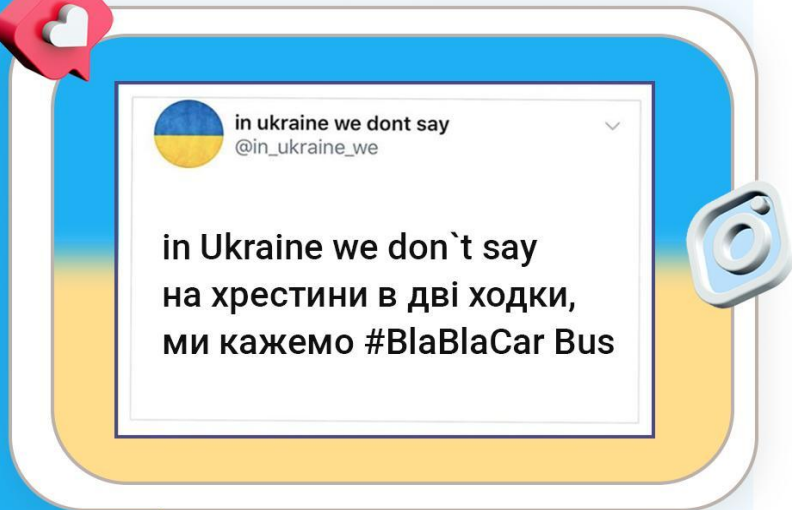 in ukraine we dont say
@in_ukraine_we
in Ukraine we don`t say
на хрестини в дві ходки,
ми кажемо #BlaBlaCar Bus